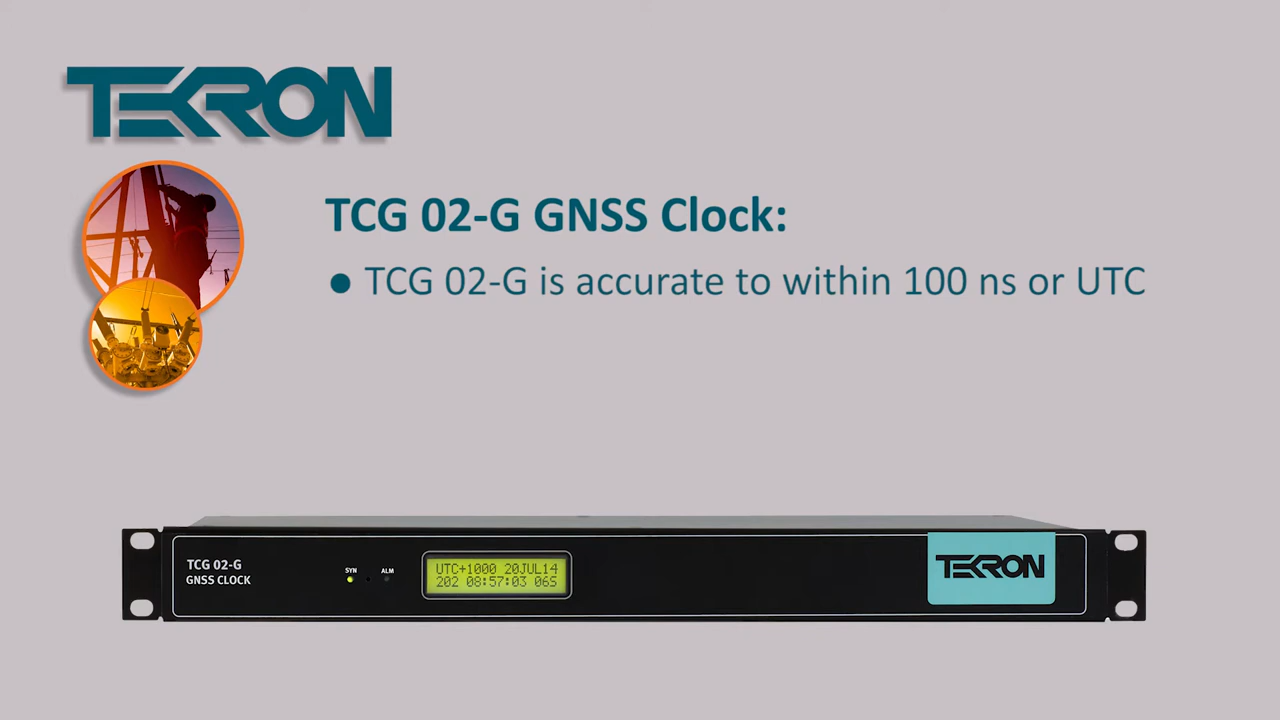 TEKRON
TCG 02-G GNSS Clock:
● TCG 02-G is accurate to within 100 ns or UTC
TCG 02-G
GNSS CLOCK
SYN
ALM
UTC+1000 20JUL14
202 08:57:03 06S
TEKRON